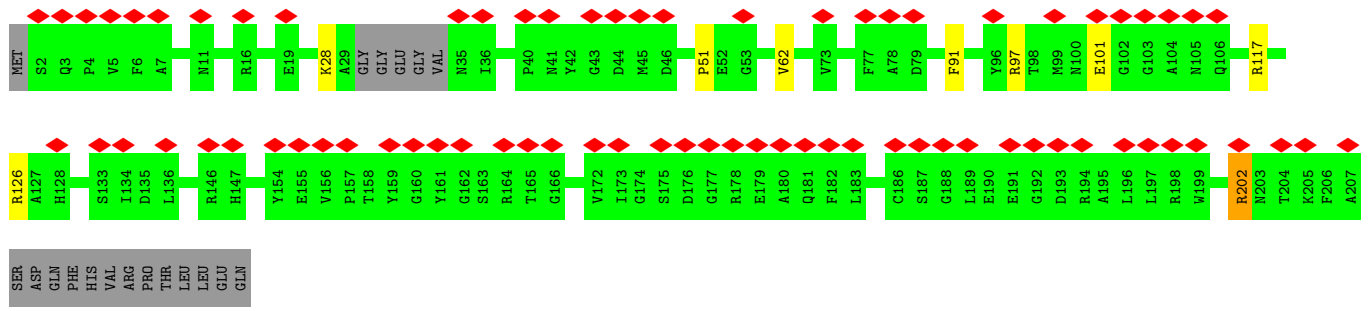 MET S2 Q3 P4 V5 F6 A7 N11 R16 E19 K28 A29 GLY GLY GLU GLY VAL N35 I36 P40 N41 Y42 G43 D44 M45 D46 P51 E52 G53 V62 V73 F77 A78 D79 F91 Y96 R97 T98 M99 N100 E101 G102 G103 A104 N105 Q106 R117
R126 A127 H128 S133 I134 D135 L136 R146 H147 Y154 E155 V156 P157 T158 Y159 G160 Y161 G162 S163 R164 T165 G166 V172 I173 G174 S175 D176 G177 R178 E179 A180 Q181 F182 L183 C186 S187 G188 L189 E190 E191 G192 D193 R194 A195 L196 L197 R198 W199 R202 N203 T204 K205 F206 A207
SER ASP GLN PHE HIS VAL ARG PRO THR LEU LEU GLU GLN